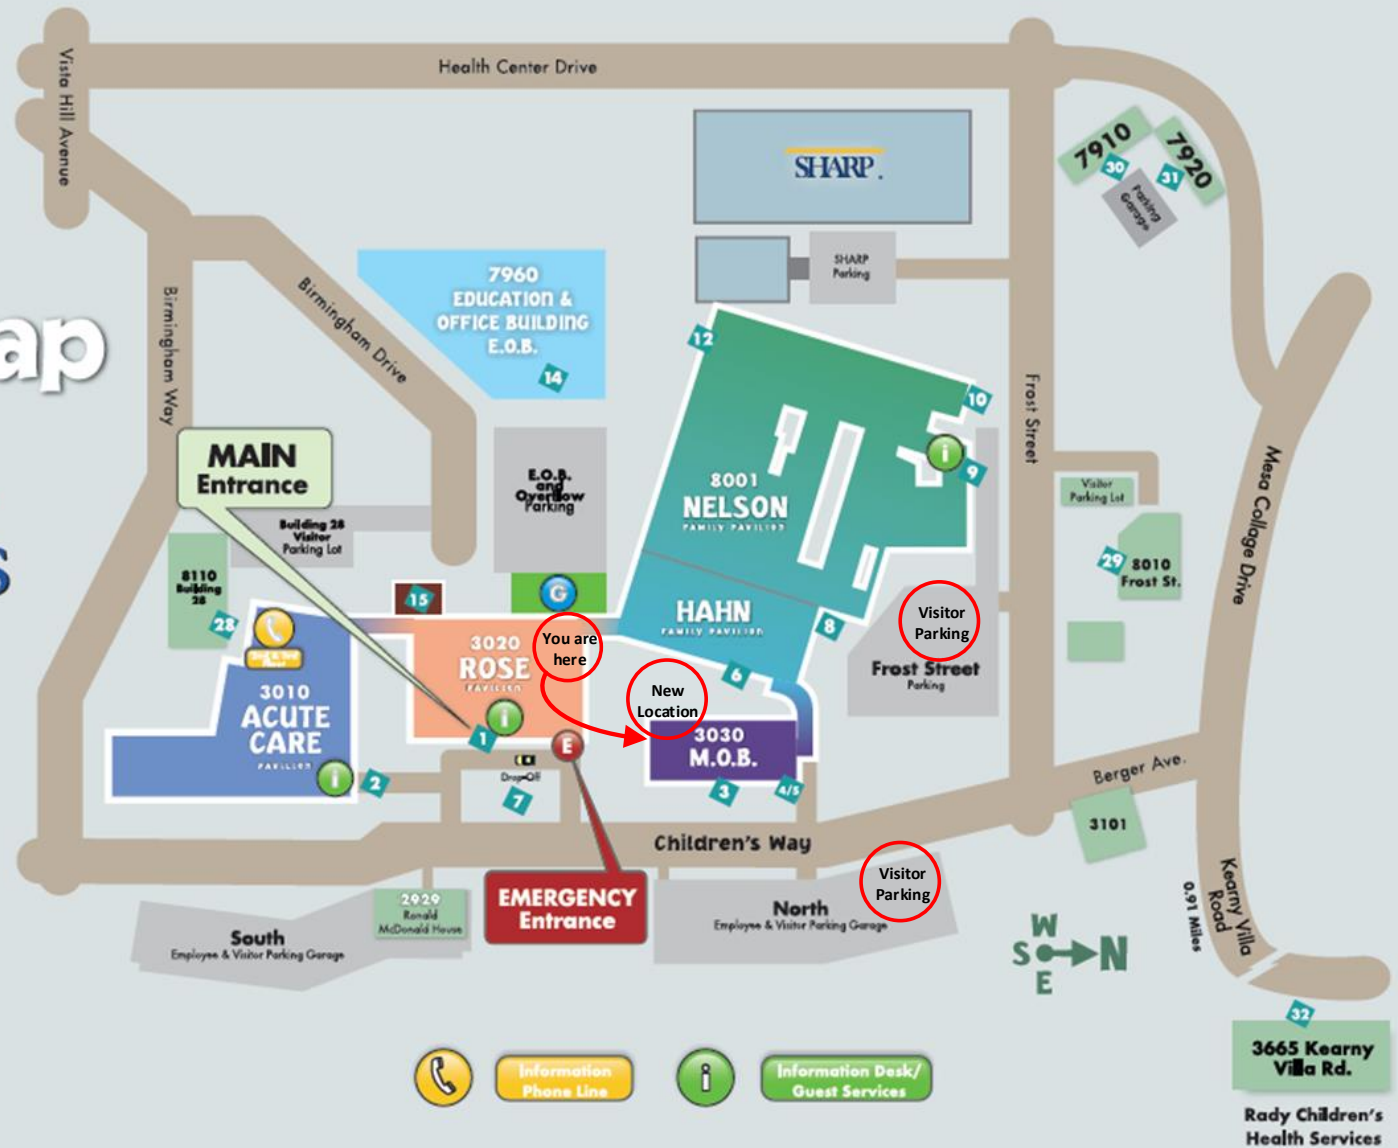 Health Center Drive
Vista Hill Avenue
SHARP.
7910
30
7920
31
Parking
Garage
SHARP
Parking
7960
EDUCATION &
OFFICE BUILDING
E.O.B.
14
Birmingham Drive
Birmingham Way
ap
s
12
10
i
9
Frost Street
MAIN
Entrance
E.O.B.
and
Overflow
Parking
8001
NELSON
FAMILY PAVILION
Visitor
Parking Lot
Mesa Collage Drive
Building 28
Visitor
Parking Lot
8110
Building
28
28
15
G
29
8010
Frost St.
HAHN
FAMILY PAVILION
8
6
Visitor
Parking
Frost Street
Parking
You are
here
3020
ROSE
PAVILION
i
1
New
Location
3010
ACUTE
CARE
PAVILION
i
2
E
Drop-Off
7
3030
M.O.B.
3
4/5
Berger Ave.
3101
Children's Way
Visitor
Parking
EMERGENCY
Entrance
2929
Ronald
McDonald House
South
Employee & Visitor Parking Garage
North
Employee & Visitor Parking Garage
W
S N
E
Kearny Villa
Road
0.91 Miles
32
3665 Kearny
Villa Rd.
Rady Children's
Health Services
Information
Phone Line
i
Information Desk/
Guest Services